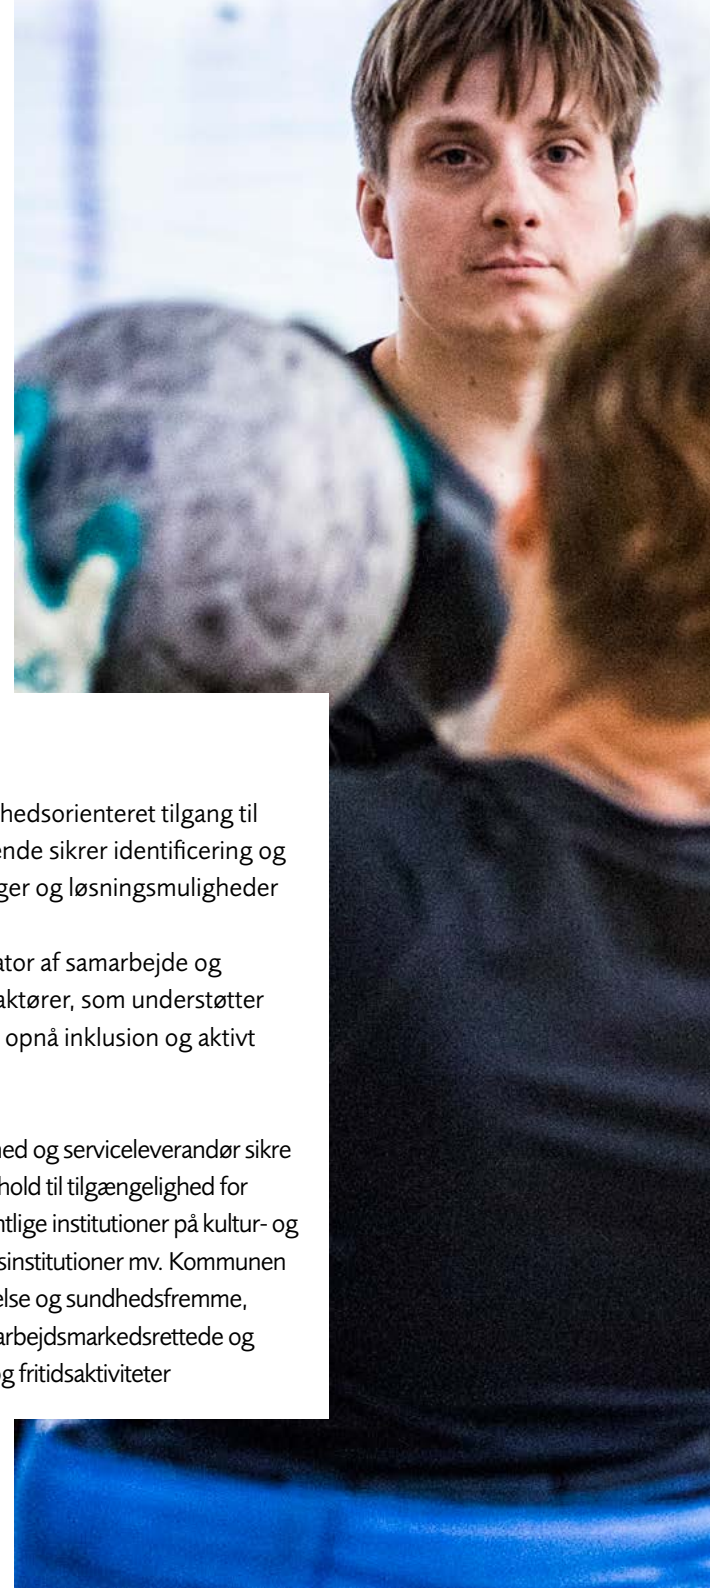 hedsorienteret tilgang til
ende sikrer identificering og
ger og løsningsmuligheder
ator af samarbejde og
aktører, som understøtter
opnå inklusion og aktivt
ed og serviceleverandør sikre
hold til tilgængelighed for
ntlige institutioner på kultur- og
sinstitutioner mv. Kommunen
else og sundhedsfremme,
arbejdsmarkedsrettede og
g fritidsaktiviteter